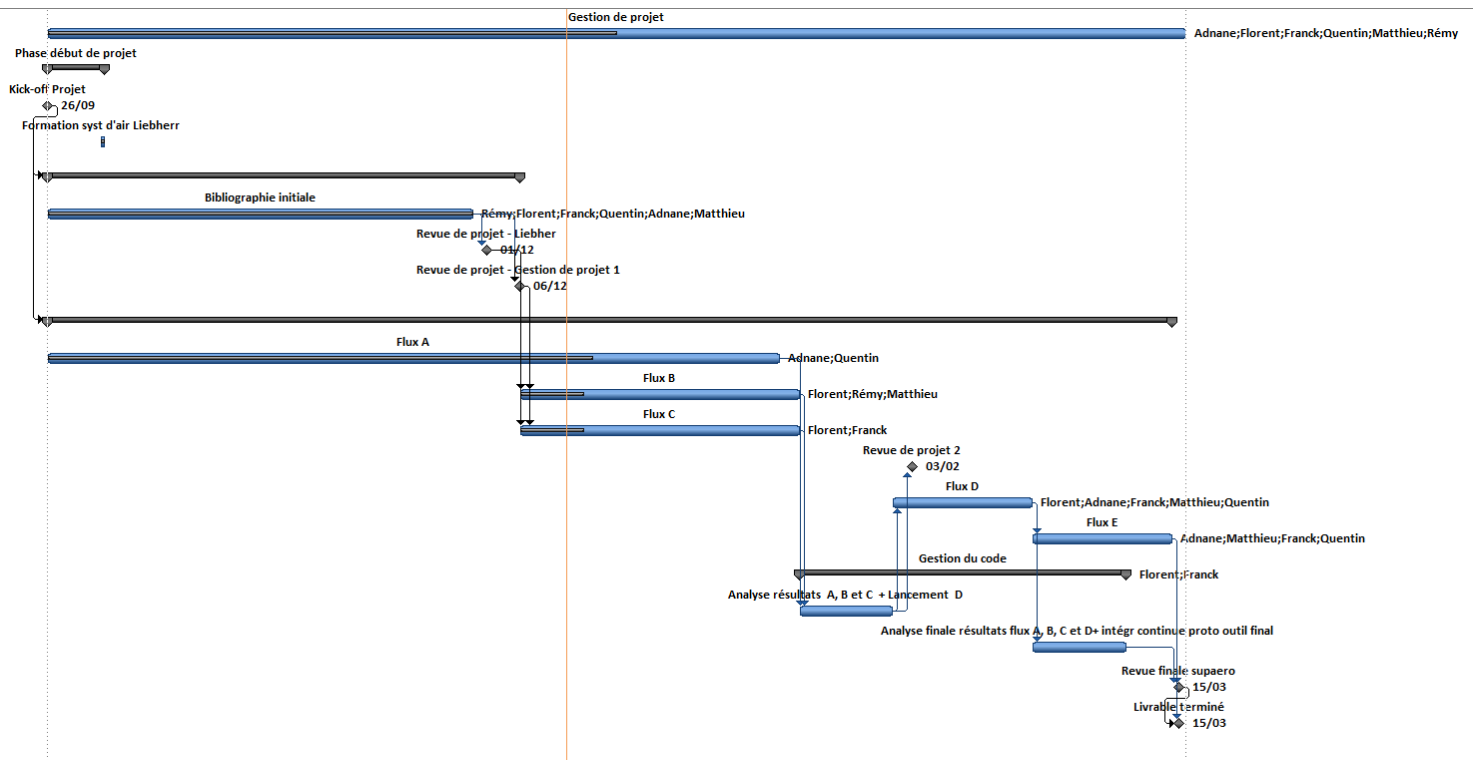 Gestion de projet
Adnane;Florent;Franck;Quentin;Matthieu;Rémy
Phase début de projet
Kick-off Projet
26/09
Formation syst d'air Liebherr
Bibliographie initiale
Rémy;Florent;Franck;Quentin;Adnane;Matthieu
Revue de projet - Liebher
01/12
Revue de projet - Gestion de projet 1
06/12
Flux A
Adnane;Quentin
Flux B
Florent;Rémy;Matthieu
Flux C
Florent;Franck
Revue de projet 2
03/02
Flux D
Florent;Adnane;Franck;Matthieu;Quentin
Flux E
Adnane;Matthieu;Franck;Quentin
Gestion du code
Florent;Franck
Analyse résultats A, B et C + Lancement D
Analyse finale résultats flux A, B, C et D+ intégr continue proto outil final
Revue finale supaero
15/03
Livrable terminé
15/03